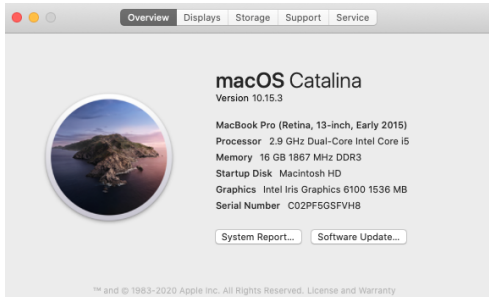 Overview Displays Storage Support Service
macOS Catalina
Version 10.15.3
MacBook Pro (Retina, 13-inch, Early 2015)
Processor 2.9 GHz Dual-Core Intel Core i5
Memory 16 GB 1867 MHz DDR3
Startup Disk Macintosh HD
Graphics Intel Iris Graphics 6100 1536 MB
Serial Number C02PF5GSFVH8
System Report... Software Update...
™ and © 1983-2020 Apple Inc. All Rights Reserved. License and Warranty